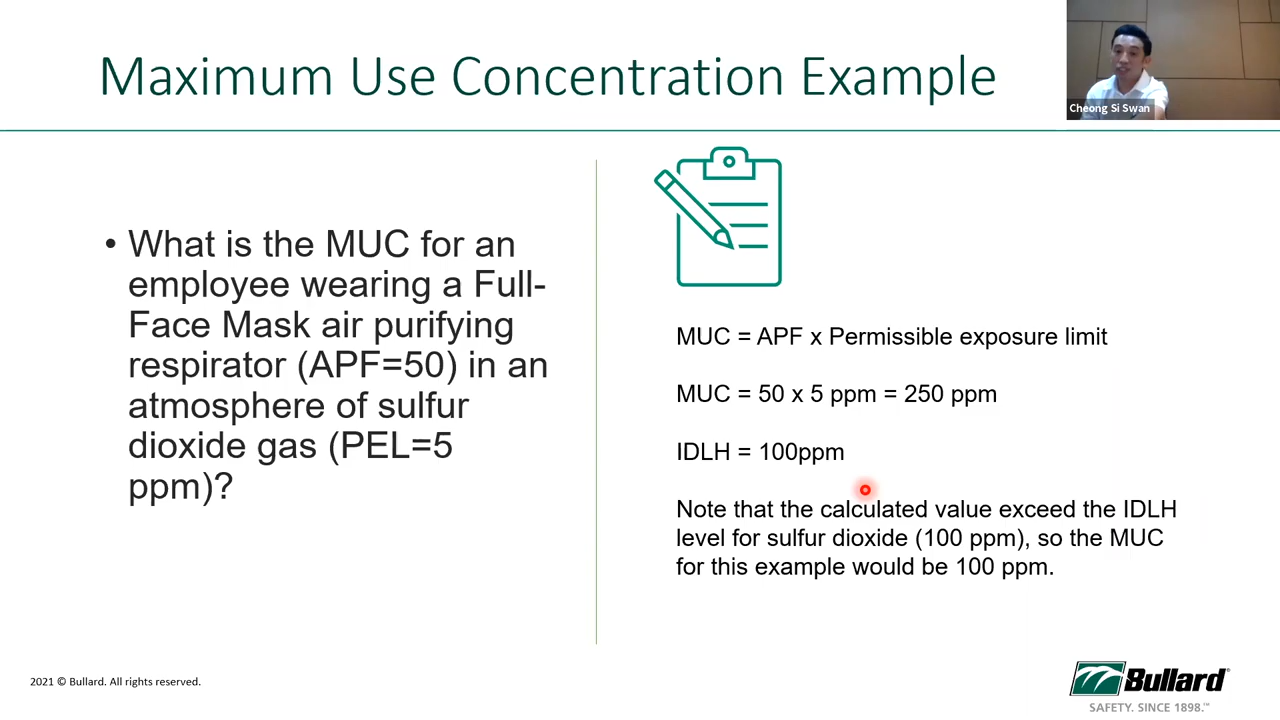 Maximum Use Concentration Example
Cheong Si Swan
• What is the MUC for an
employee wearing a Full-
Face Mask air purifying
respirator (APF=50) in an
atmosphere of sulfur
dioxide gas (PEL=5
ppm)?
MUC = APF x Permissible exposure limit
MUC = 50 x 5 ppm = 250 ppm
IDLH = 100ppm
Note that the calculated value exceed the IDLH
level for sulfur dioxide (100 ppm), so the MUC
for this example would be 100 ppm.
2021 © Bullard. All rights reserved.
Bullard®
SAFETY. SINCE 1898.™